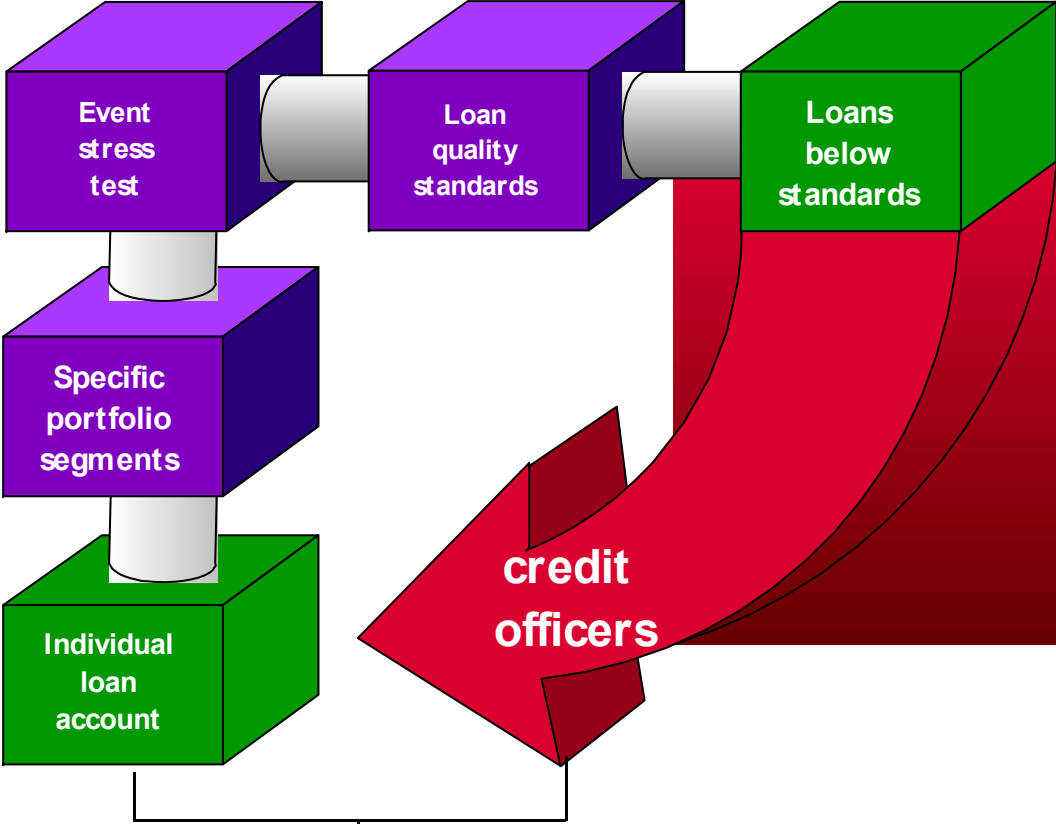 Event
stress
test
Loan
quality
standards
Loans
below
standards
Specific
portfolio
segments
credit
officers
Individual
loan
account